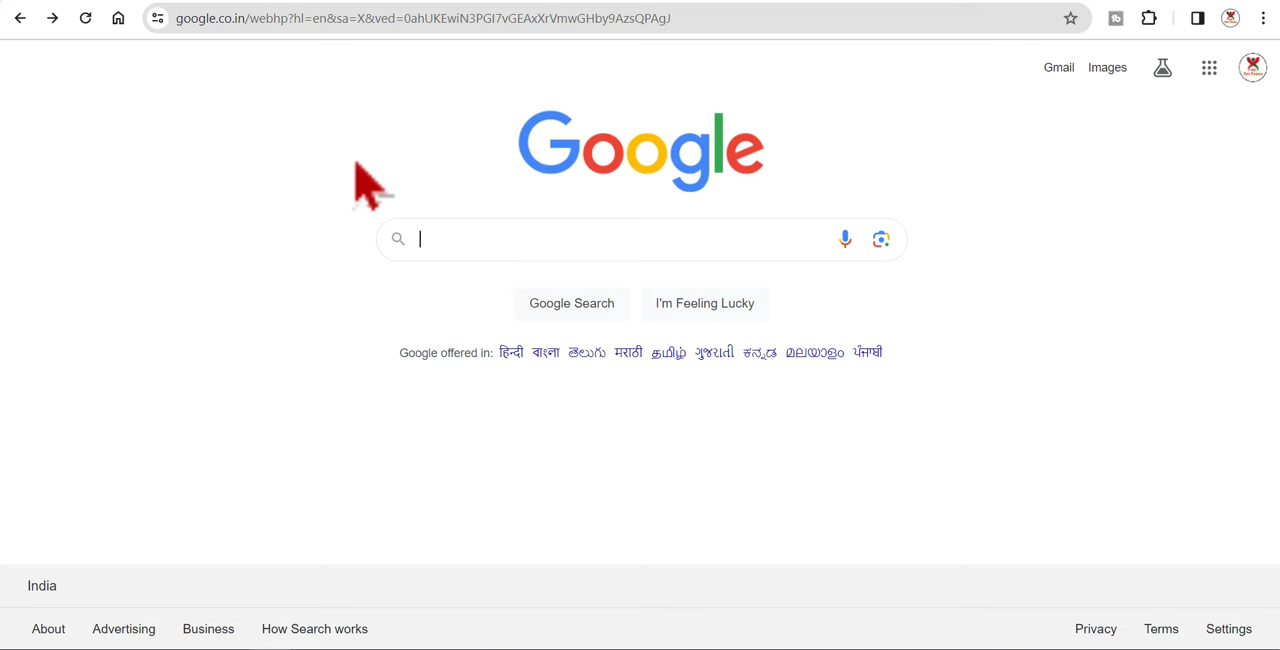 google.co.in/webhp?hl=en&sa=X&ved=0ahUKEwiN3PGI7vGEAxXrVmwGHby9AzsQPAgJ
Gmail Images
Google
Google Search I'm Feeling Lucky
Google offered in: हिन्दी বাংলা తెలుగు मराठी தமிழ் ગુજરાતી ಕನ್ನಡ മലയാളം ਪੰਜਾਬੀ
India
About Advertising Business How Search works Privacy Terms Settings